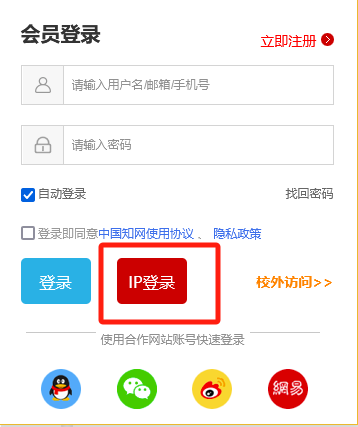 会员登录
立即注册
请输入用户名/邮箱/手机号
请输入密码
自动登录 找回密码
登录即同意中国知网使用协议 、 隐私政策
登录 IP登录 校外访问>>
使用合作网站账号快速登录
網易